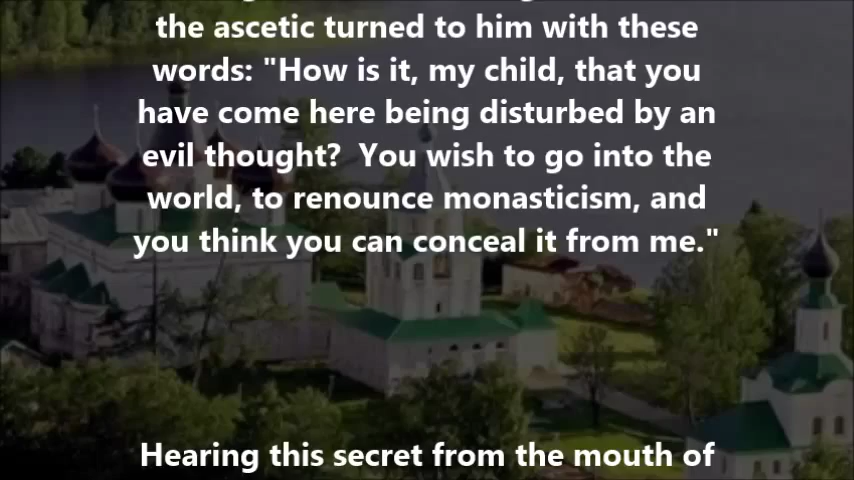 the ascetic turned to him with these
words: "How is it, my child, that you
have come here being disturbed by an
evil thought?  You wish to go into the
world, to renounce monasticism, and
you think you can conceal it from me."
Hearing this secret from the mouth of